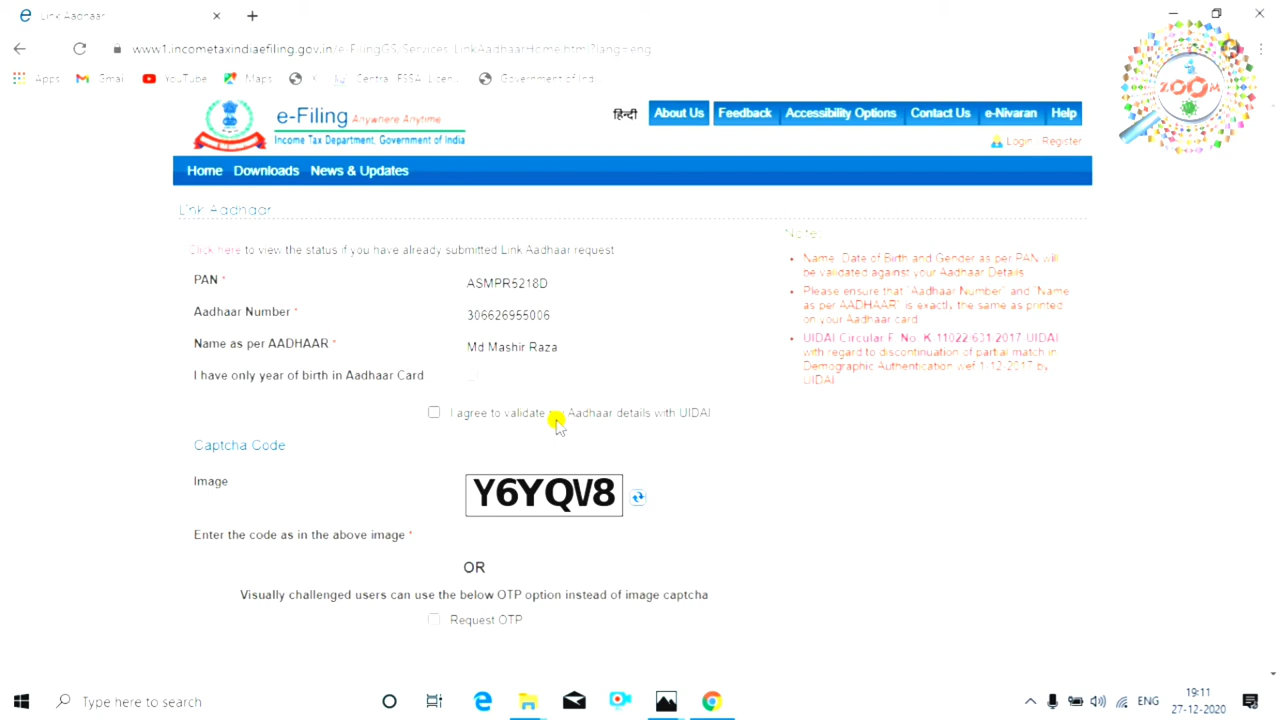 Link Aadhaar
www1.incometaxindiaefiling.gov.in/e-FilingGS/Services/LinkAadhaarHome.html?lang=eng
Apps Gmail YouTube Maps Y Central FSSA Licen... Government of Ind...
ZOOM
e-Filing Anywhere Anytime
Income Tax Department, Government of India
हिन्दी About Us Feedback Accessibility Options Contact Us e-Nivaran Help
Login Register
Home Downloads News & Updates
Link Aadhaar
Click here to view the status if you have already submitted Link Aadhaar request
PAN * ASMPR5218D
Aadhaar Number * 306626955006
Name as per AADHAAR * Md Mashir Raza
I have only year of birth in Aadhaar Card
I agree to validate my Aadhaar details with UIDAI
Captcha Code
Image Y6YQV8
Enter the code as in the above image *
OR
Visually challenged users can use the below OTP option instead of image captcha
Request OTP
Note:
Name, Date of Birth and Gender as per PAN will
be validated against your Aadhaar Details
Please ensure that 'Aadhaar Number' and 'Name
as per AADHAAR' is exactly the same as printed
on your Aadhaar card
UIDAI Circular F. No. K-11022/631/2017-UIDAI
with regard to discontinuation of partial match in
Demographic Authentication wef 1-12-2017 by
UIDAI
Type here to search
ENG
19:11
27-12-2020